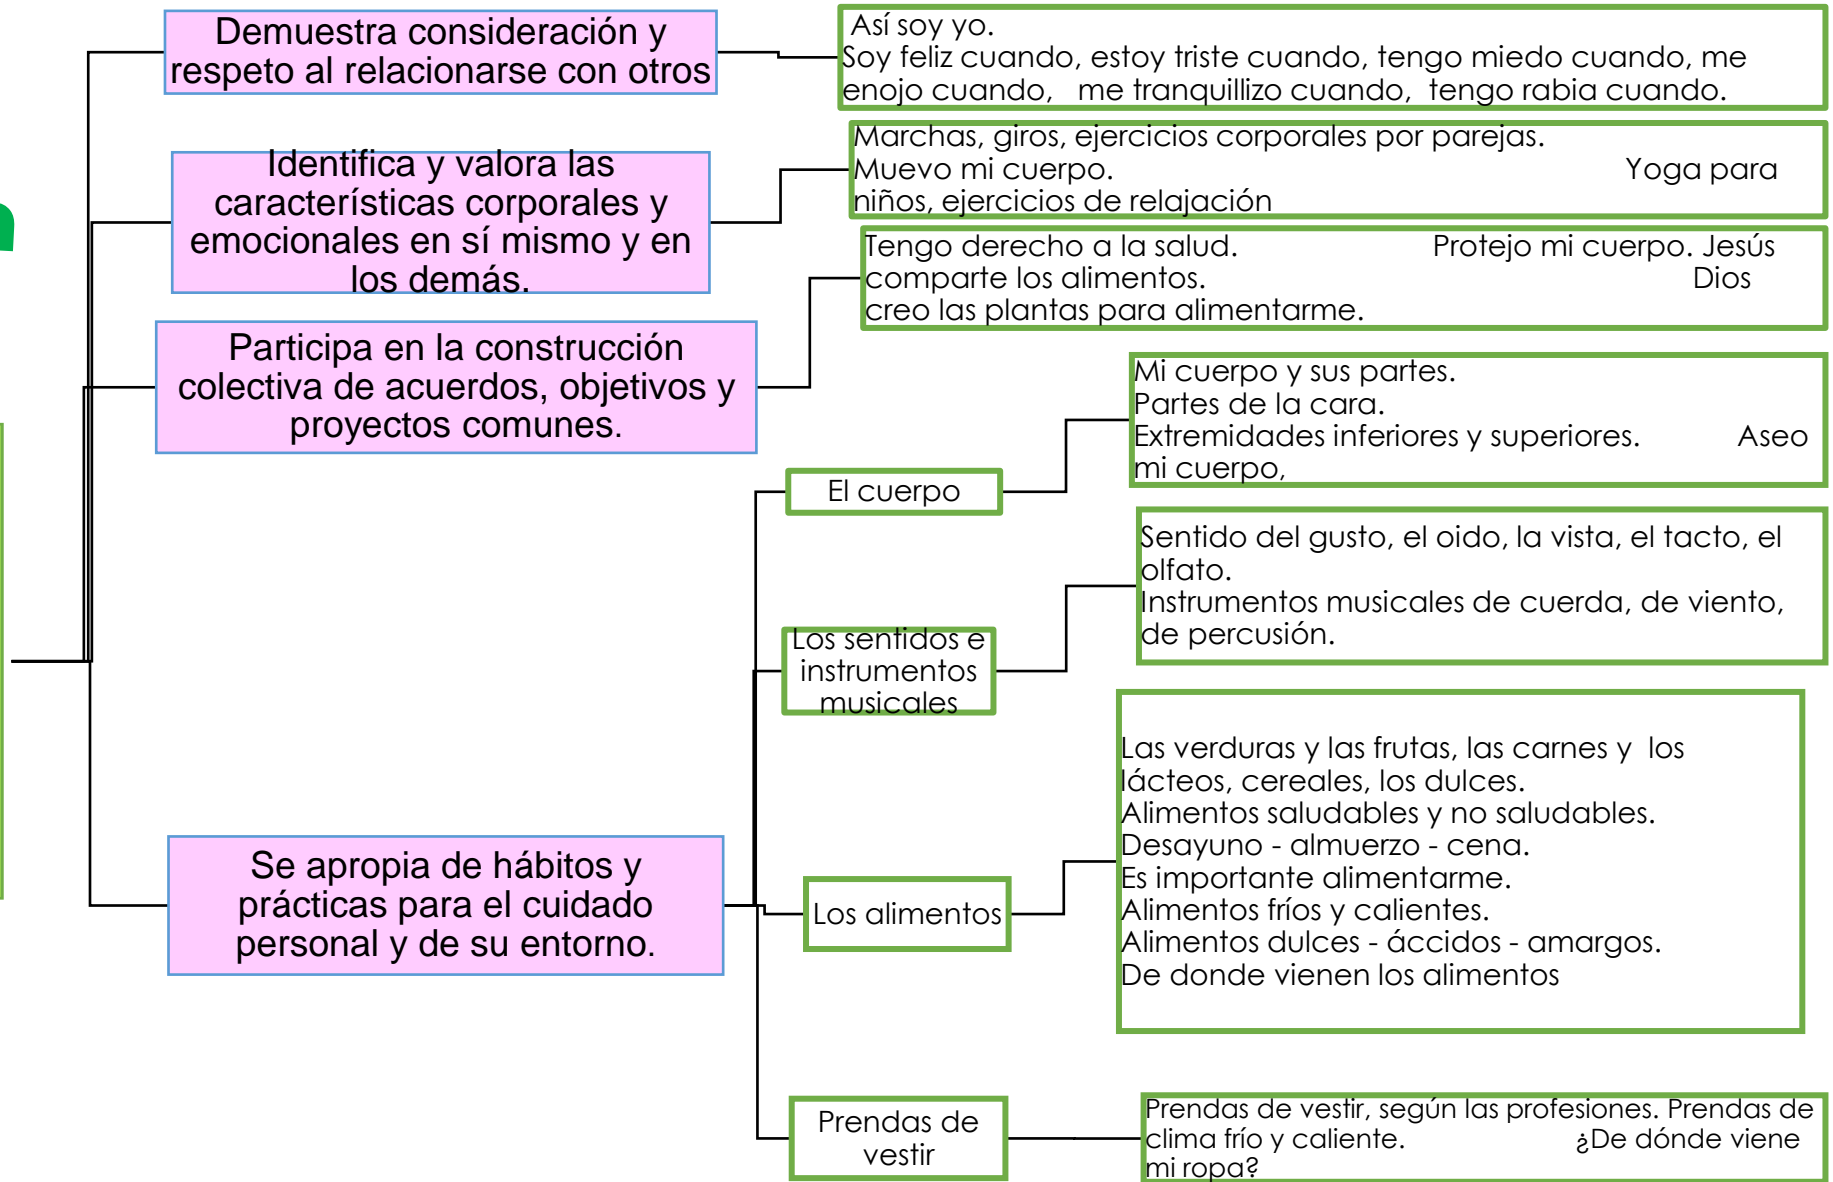 Demuestra consideración y
respeto al relacionarse con otros
Así soy yo.
Soy feliz cuando, estoy triste cuando, tengo miedo cuando, me
enojo cuando, me tranquillizo cuando, tengo rabia cuando.
Identifica y valora las
características corporales y
emocionales en sí mismo y en
los demás.
Marchas, giros, ejercicios corporales por parejas.
Muevo mi cuerpo. Yoga para
niños, ejercicios de relajación
Participa en la construcción
colectiva de acuerdos, objetivos y
proyectos comunes.
Tengo derecho a la salud. Protejo mi cuerpo. Jesús
comparte los alimentos. Dios
creo las plantas para alimentarme.
Se apropia de hábitos y
prácticas para el cuidado
personal y de su entorno.
El cuerpo
Mi cuerpo y sus partes.
Partes de la cara.
Extremidades inferiores y superiores. Aseo
mi cuerpo,
Los sentidos e
instrumentos
musicales
Sentido del gusto, el oido, la vista, el tacto, el
olfato.
Instrumentos musicales de cuerda, de viento,
de percusión.
Los alimentos
Las verduras y las frutas, las carnes y los
lácteos, cereales, los dulces.
Alimentos saludables y no saludables.
Desayuno - almuerzo - cena.
Es importante alimentarme.
Alimentos fríos y calientes.
Alimentos dulces - áccidos - amargos.
De donde vienen los alimentos
Prendas de
vestir
Prendas de vestir, según las profesiones. Prendas de
clima frío y caliente. ¿De dónde viene
mi ropa?